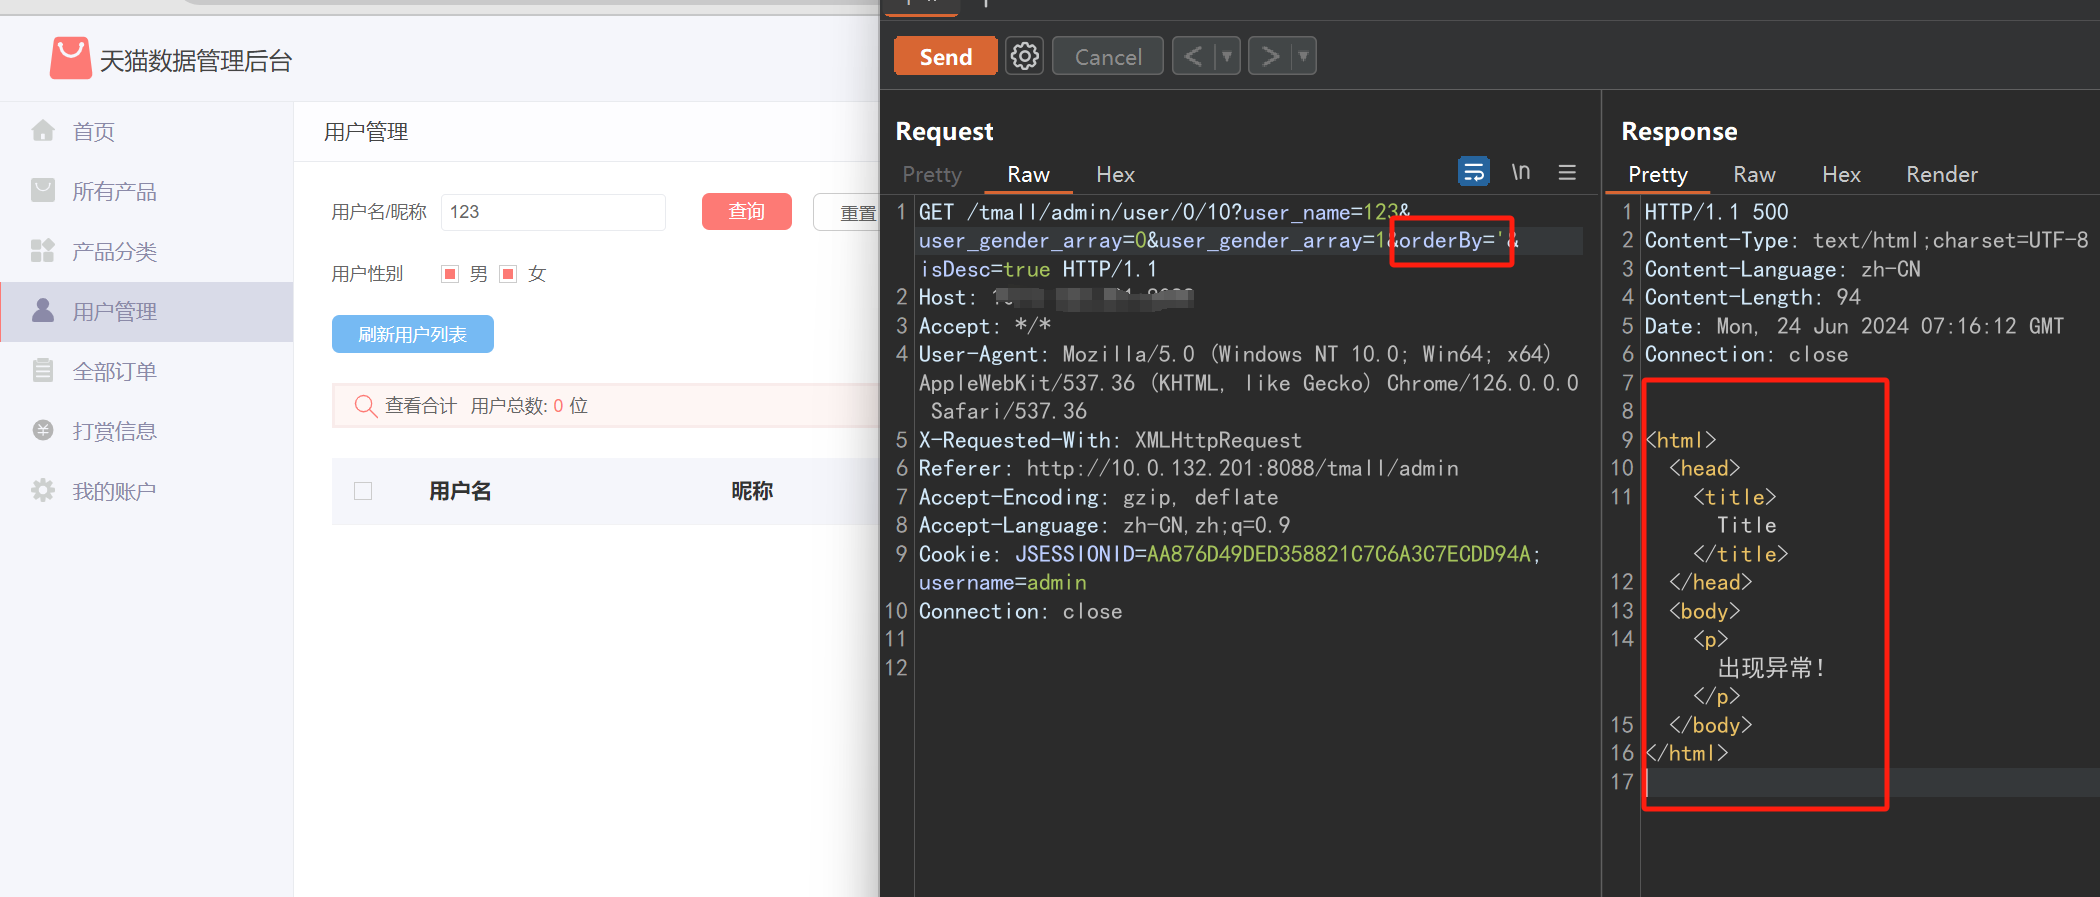 天猫数据管理后台
首页
所有产品
产品分类
用户管理
全部订单
打赏信息
我的账户
用户管理
用户名/昵称 123 查询 重置
用户性别 男 女
刷新用户列表
查看合计 用户总数: 0 位
用户名 昵称
Send Cancel < >
Request
Pretty Raw Hex \n
1 GET /tmall/admin/user/0/10?user_name=123&
user_gender_array=0&user_gender_array=1&orderBy='&
isDesc=true HTTP/1.1
2 Host:
3 Accept: */*
4 User-Agent: Mozilla/5.0 (Windows NT 10.0; Win64; x64)
AppleWebKit/537.36 (KHTML, like Gecko) Chrome/126.0.0.0
Safari/537.36
5 X-Requested-With: XMLHttpRequest
6 Referer: http://10.0.132.201:8088/tmall/admin
7 Accept-Encoding: gzip, deflate
8 Accept-Language: zh-CN,zh;q=0.9
9 Cookie: JSESSIONID=AA876D49DED358821C7C6A3C7ECDD94A;
username=admin
10 Connection: close
11
12
Response
Pretty Raw Hex Render
1 HTTP/1.1 500
2 Content-Type: text/html;charset=UTF-8
3 Content-Language: zh-CN
4 Content-Length: 94
5 Date: Mon, 24 Jun 2024 07:16:12 GMT
6 Connection: close
7
8
9 <html>
10 <head>
11 <title>
Title
</title>
12 </head>
13 <body>
14 <p>
出现异常！
</p>
15 </body>
16 </html>
17